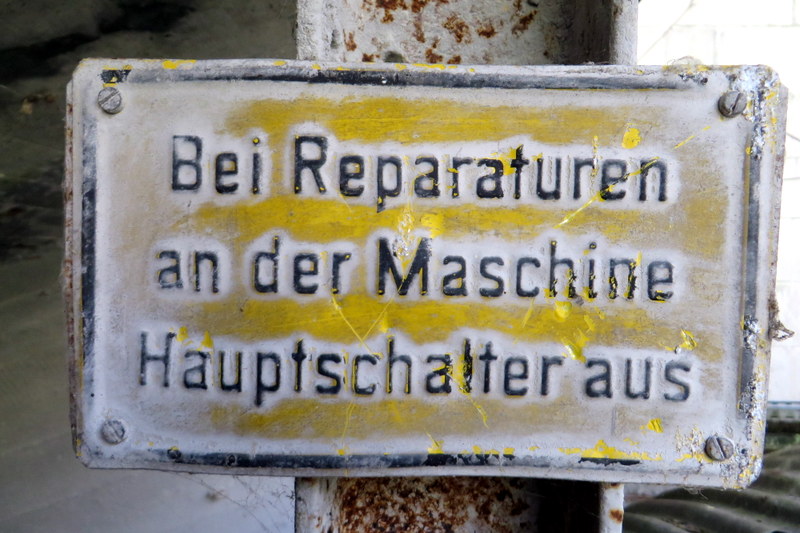 Bei Reparaturen
an der Maschine
Hauptschalter aus